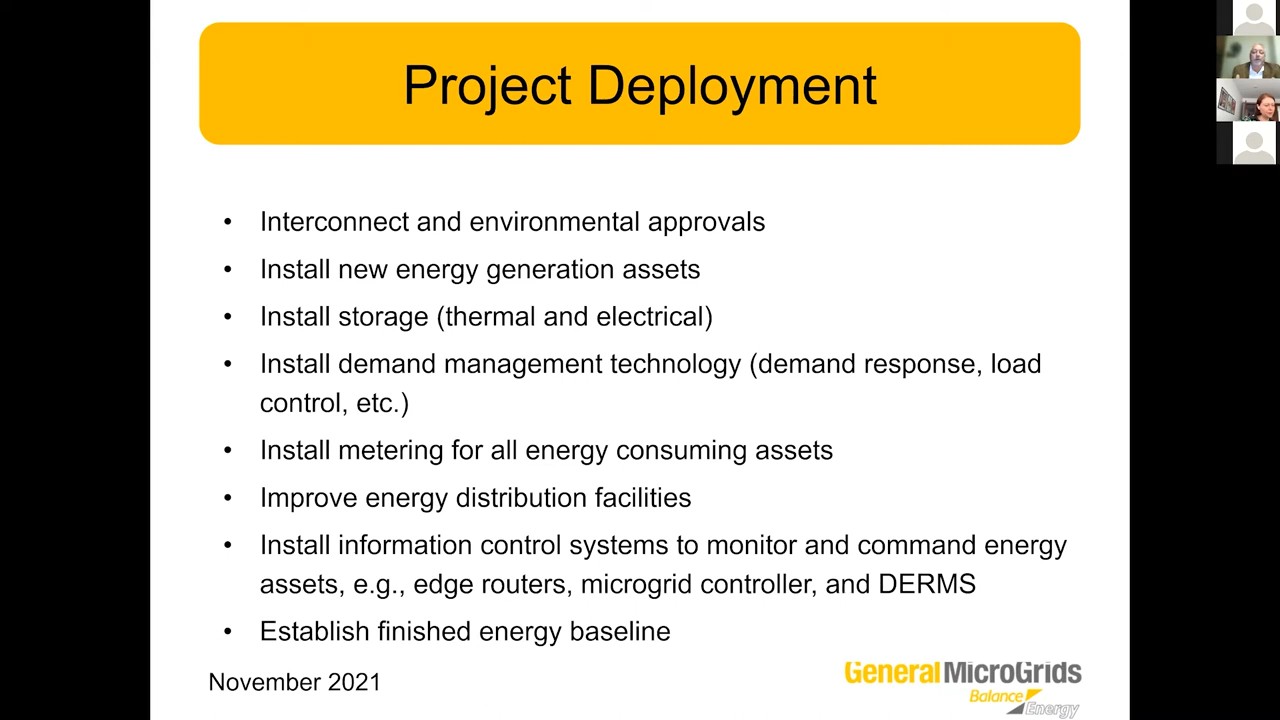 Project Deployment
• Interconnect and environmental approvals
• Install new energy generation assets
• Install storage (thermal and electrical)
• Install demand management technology (demand response, load
control, etc.)
• Install metering for all energy consuming assets
• Improve energy distribution facilities
• Install information control systems to monitor and command energy
assets, e.g., edge routers, microgrid controller, and DERMS
• Establish finished energy baseline
November 2021
GeneralMicroGrids
Balance
Energy